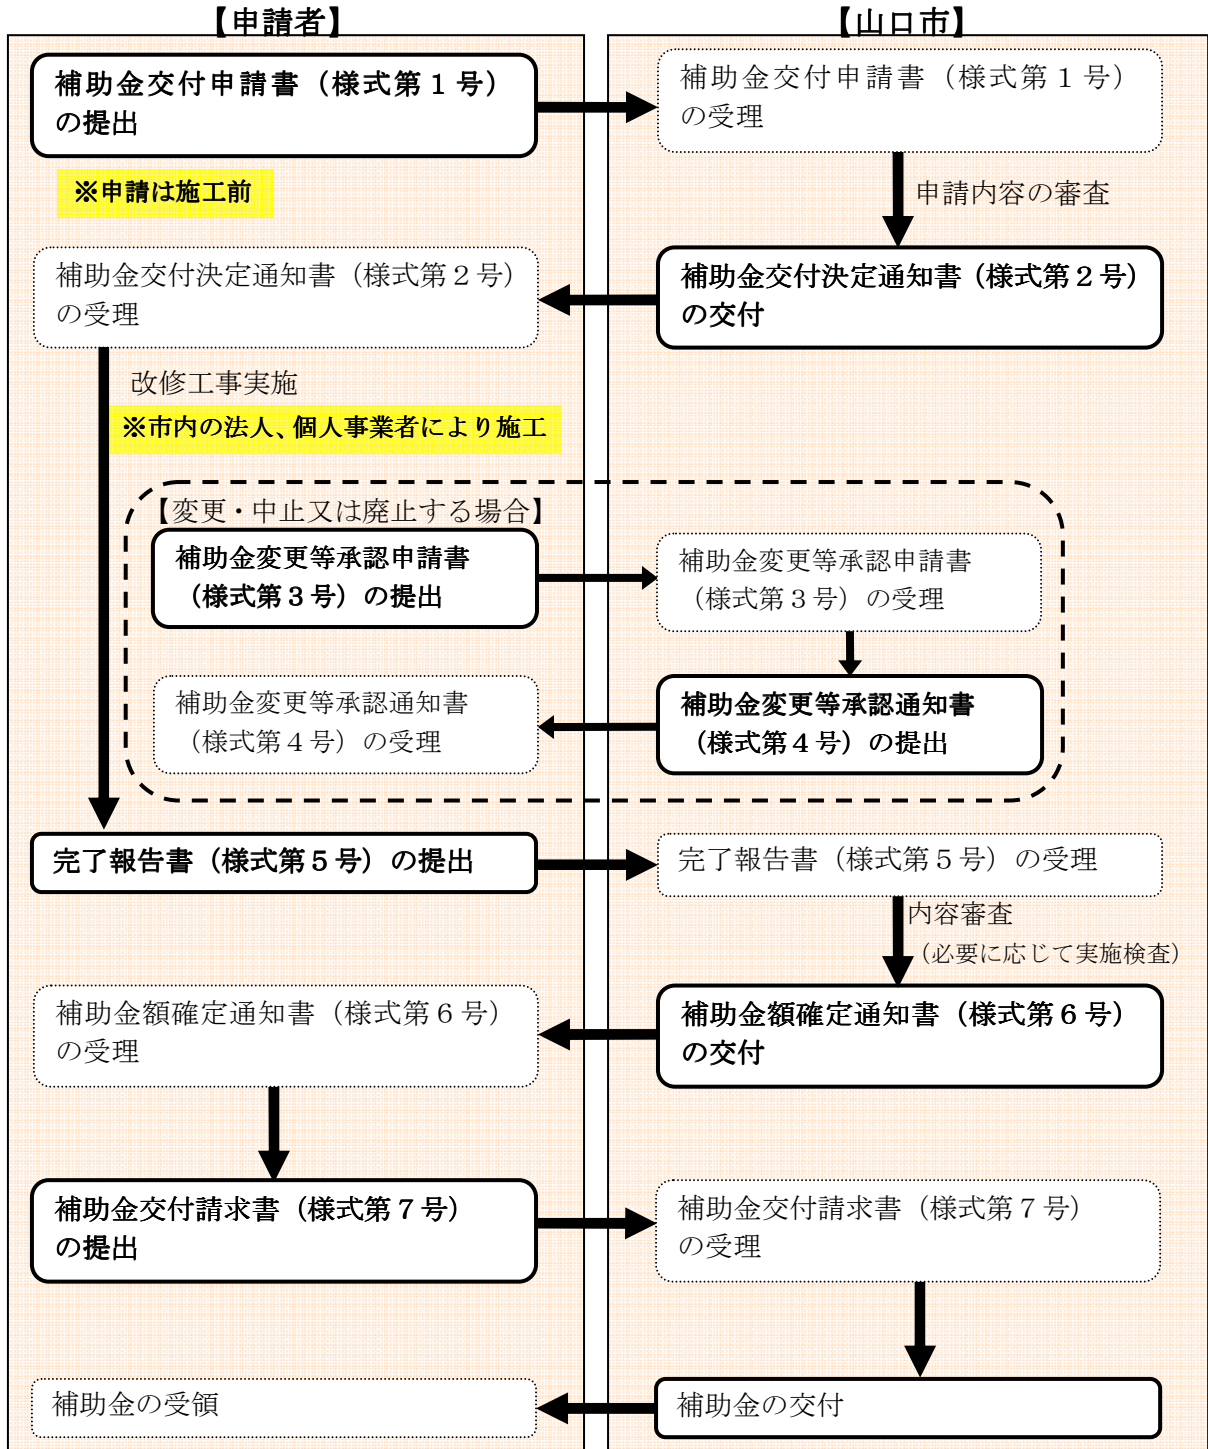 【申請者】
【山口市】
補助金交付申請書（様式第１号）
の提出
補助金交付申請書（様式第１号）
の受理
※申請は施工前
申請内容の審査
補助金交付決定通知書（様式第２号）
の受理
補助金交付決定通知書（様式第２号）
の交付
改修工事実施
※市内の法人、個人事業者により施工
【変更・中止又は廃止する場合】
補助金変更等承認申請書
（様式第３号）の提出
補助金変更等承認申請書
（様式第３号）の受理
補助金変更等承認通知書
（様式第４号）の受理
補助金変更等承認通知書
（様式第４号）の提出
完了報告書（様式第５号）の提出
完了報告書（様式第５号）の受理
内容審査
（必要に応じて実施検査）
補助金額確定通知書（様式第６号）
の受理
補助金額確定通知書（様式第６号）
の交付
補助金交付請求書（様式第７号）
の提出
補助金交付請求書（様式第７号）
の受理
補助金の受領
補助金の交付